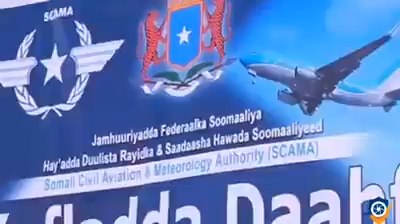 SCAMA
Jamhuuriyadda Federaalka Soomaaliya
Hay'adda Duulista Rayidka & Saadaasha Hawada Soomaaliyeed
Somali Civil Aviation & Meteorology Authority (SCAMA)